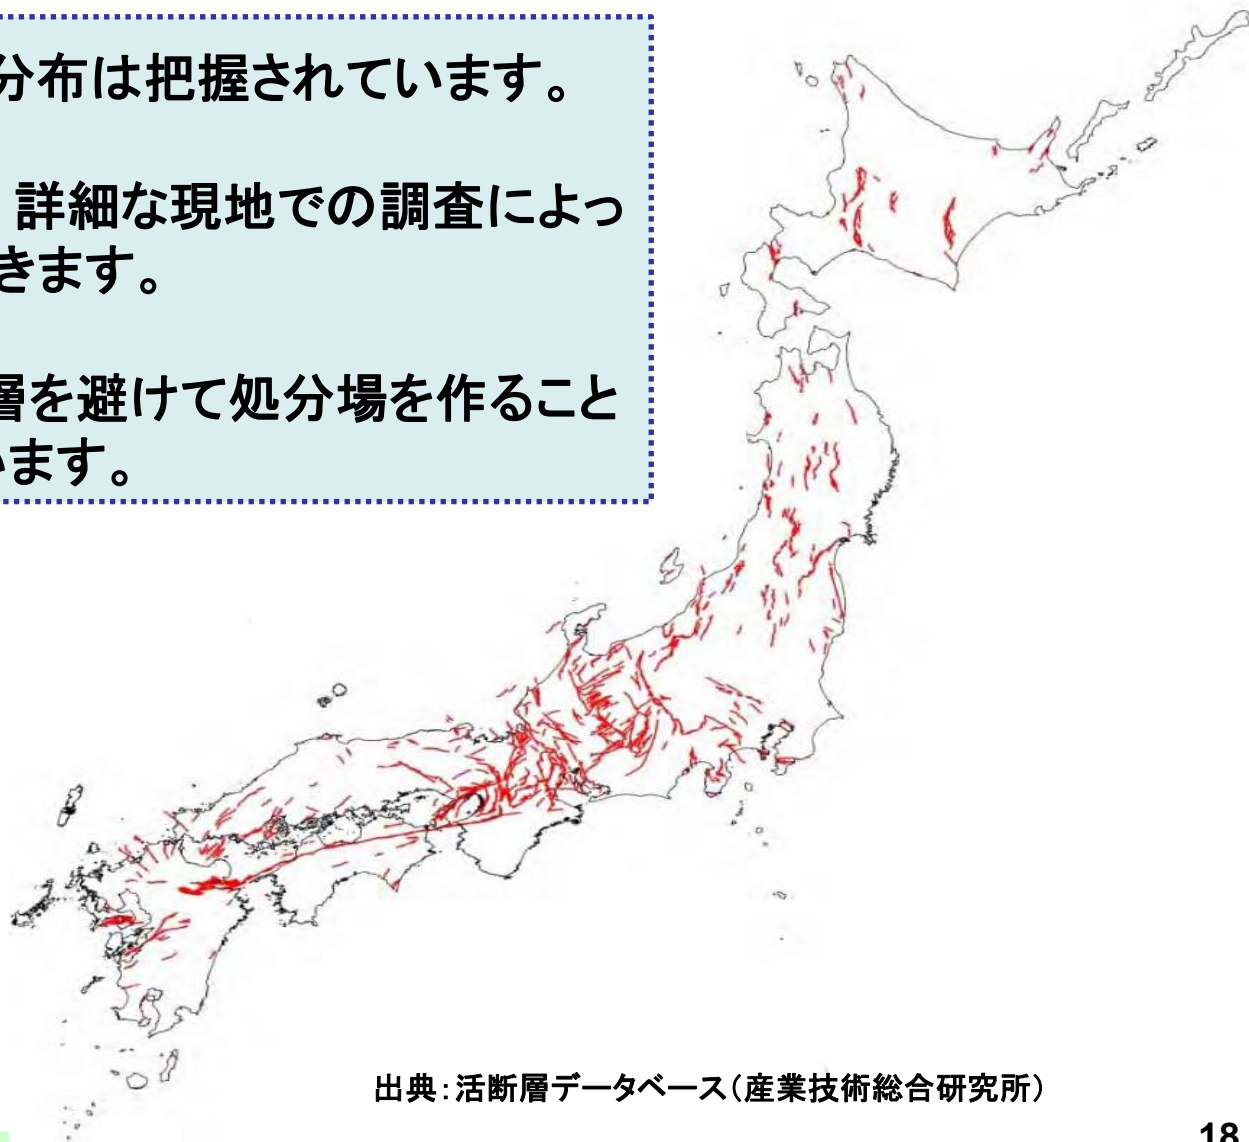 分布は把握されています。
詳細な現地での調査によっ
きます。
層を避けて処分場を作ること
います。
出典：活断層データベース（産業技術総合研究所）
18